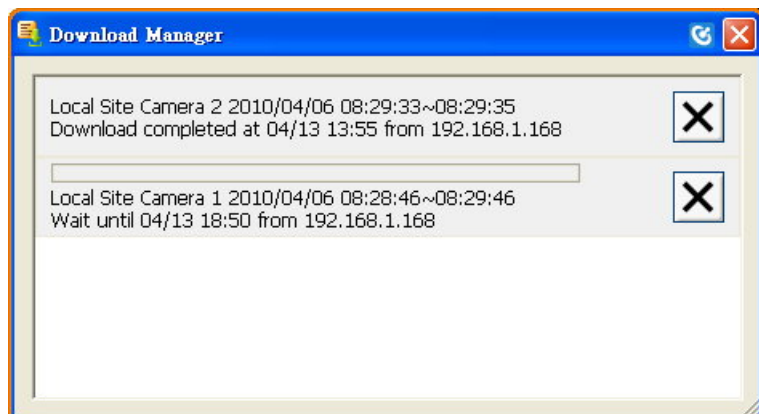 Download Manager
Local Site Camera 2 2010/04/06 08:29:33~08:29:35
Download completed at 04/13 13:55 from 192.168.1.168
Local Site Camera 1 2010/04/06 08:28:46~08:29:46
Wait until 04/13 18:50 from 192.168.1.168